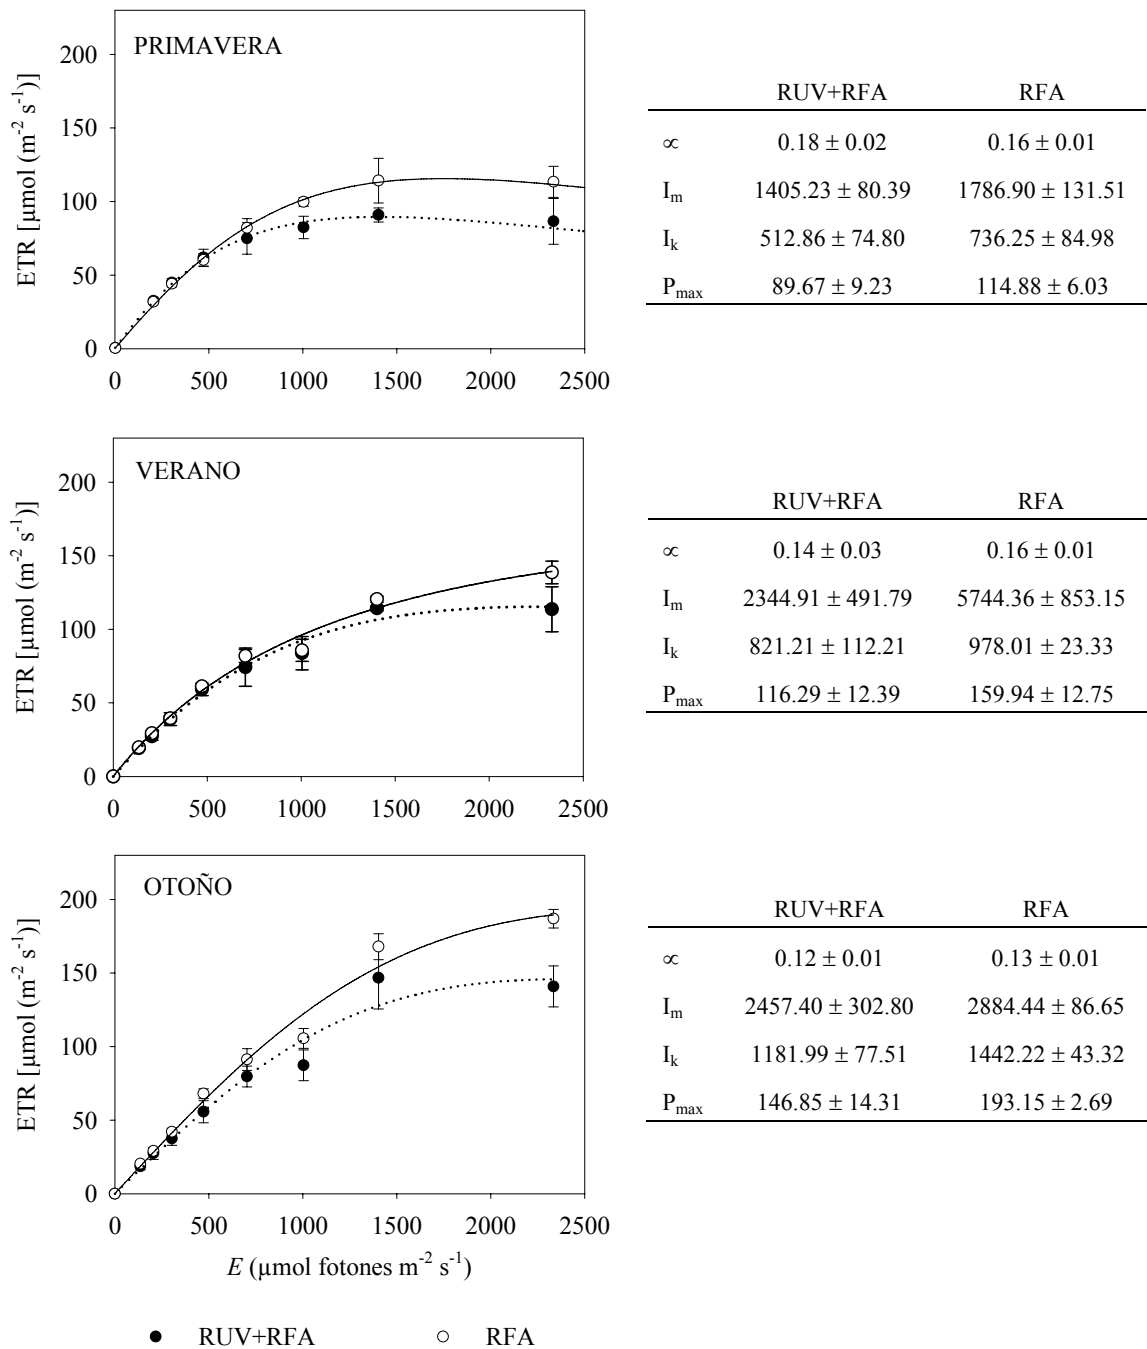 PRIMAVERA
ETR [µmol (m⁻² s⁻¹)]
200
150
100
50
0
0 500 1000 1500 2000 2500
RUV+RFA RFA
∝ 0.18 ± 0.02 0.16 ± 0.01
Iₘ 1405.23 ± 80.39 1786.90 ± 131.51
Iₖ 512.86 ± 74.80 736.25 ± 84.98
Pₘₐₓ 89.67 ± 9.23 114.88 ± 6.03
VERANO
ETR [µmol (m⁻² s⁻¹)]
200
150
100
50
0
0 500 1000 1500 2000 2500
RUV+RFA RFA
∝ 0.14 ± 0.03 0.16 ± 0.01
Iₘ 2344.91 ± 491.79 5744.36 ± 853.15
Iₖ 821.21 ± 112.21 978.01 ± 23.33
Pₘₐₓ 116.29 ± 12.39 159.94 ± 12.75
OTOÑO
ETR [µmol (m⁻² s⁻¹)]
200
150
100
50
0
0 500 1000 1500 2000 2500
E (µmol fotones m⁻² s⁻¹)
RUV+RFA RFA
∝ 0.12 ± 0.01 0.13 ± 0.01
Iₘ 2457.40 ± 302.80 2884.44 ± 86.65
Iₖ 1181.99 ± 77.51 1442.22 ± 43.32
Pₘₐₓ 146.85 ± 14.31 193.15 ± 2.69
● RUV+RFA ○ RFA